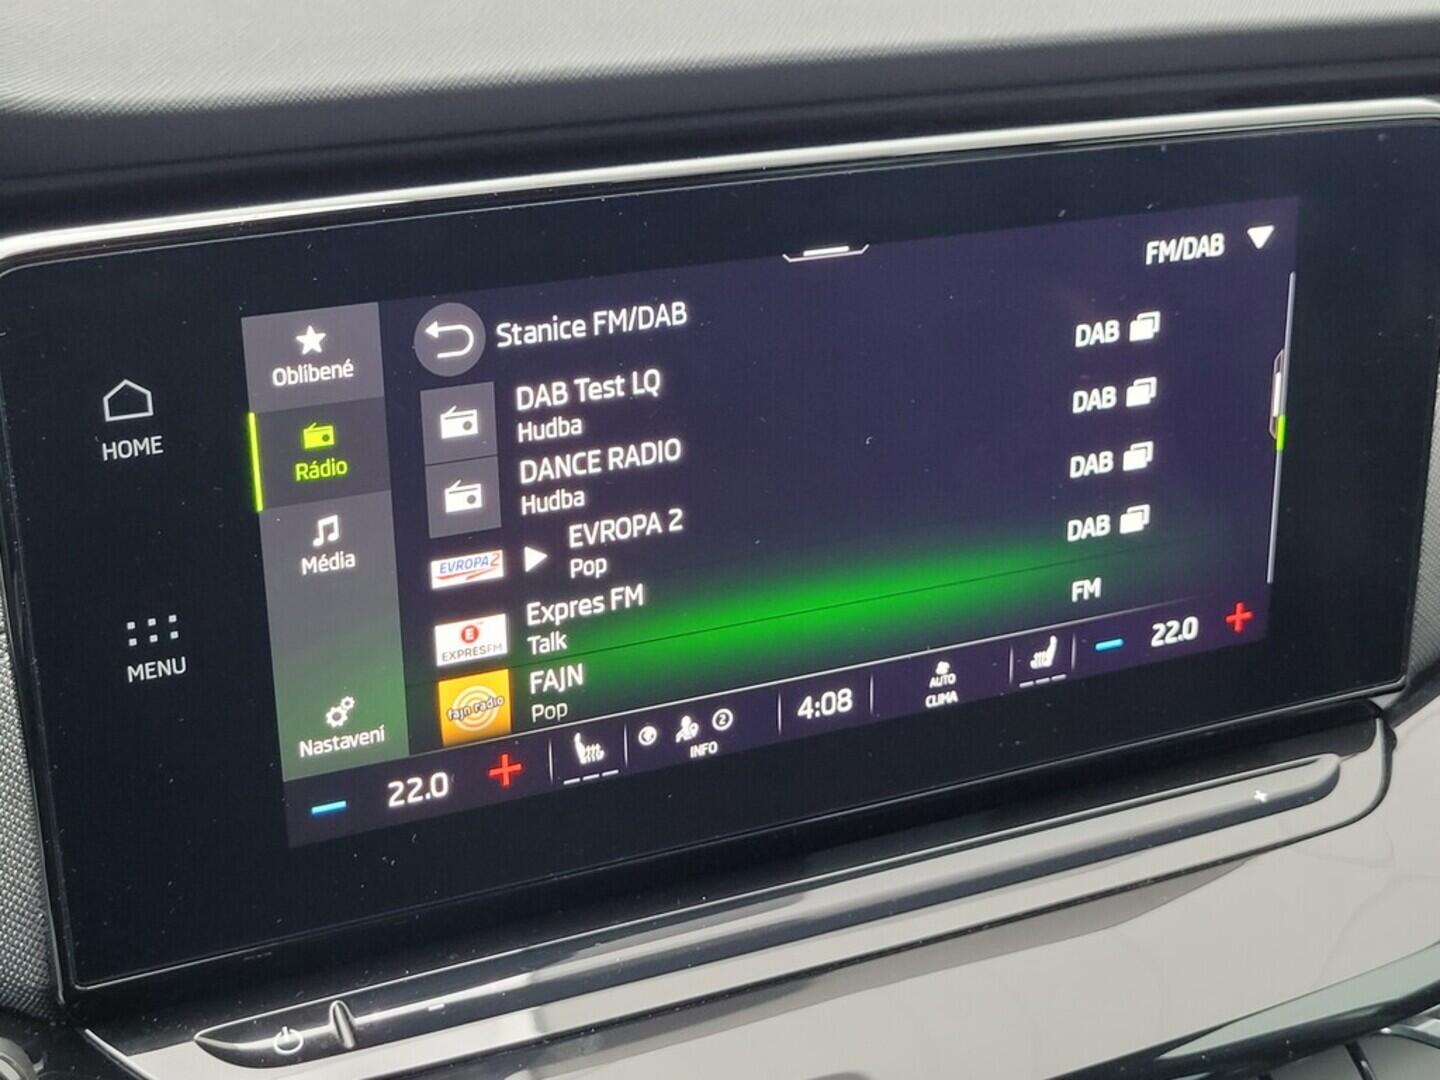 FM/DAB
Stanice FM/DAB
Oblíbené
DAB Test LQ
DAB
Hudba
HOME
DANCE RADIO
DAB
Rádio
Hudba
EVROPA 2
DAB
EVROPA 2
Pop
Média
Expres FM
DAB
E
EXPRESFM
Talk
FM
MENU
FAJN
fajn radio
Pop
Nastavení
22.0
2
INFO
4:08
AUTO
CLIMA
22.0